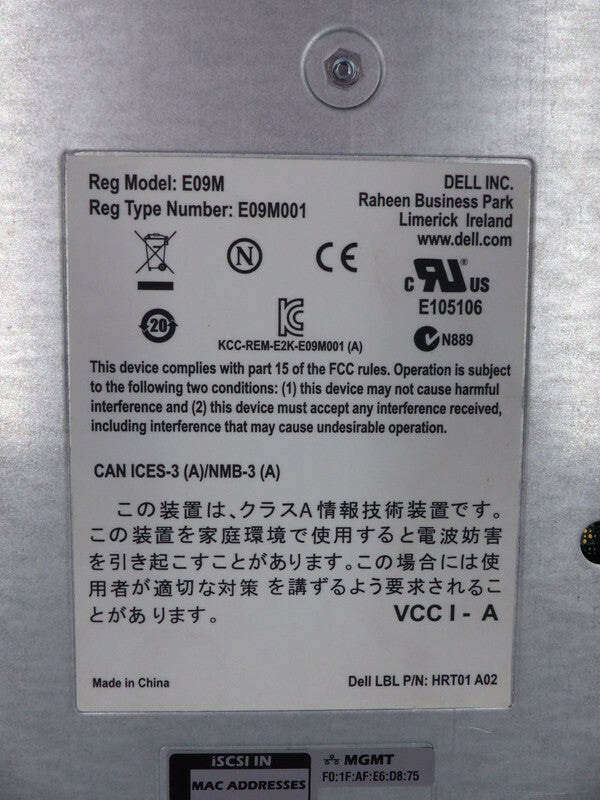 Reg Model: E09M
Reg Type Number: E09M001
DELL INC.
Raheen Business Park
Limerick Ireland
www.dell.com
N
CE
c RU ® US
E105106
20
KCC-REM-E2K-E09M001 (A)
N889
This device complies with part 15 of the FCC rules. Operation is subject
to the following two conditions: (1) this device may not cause harmful
interference and (2) this device must accept any interference received,
including interference that may cause undesirable operation.
CAN ICES-3 (A)/NMB-3 (A)
この装置は、クラスA情報技術装置です。
この装置を家庭環境で使用すると電波妨害
を引き起こすことがあります。この場合には使
用者が適切な対策 を講ずるよう要求されるこ
とがあります。
VCC I - A
Made in China
Dell LBL P/N: HRT01 A02
iSCSI IN
MGMT
MAC ADDRESSES
F0:1F:AF:E6:D8:75